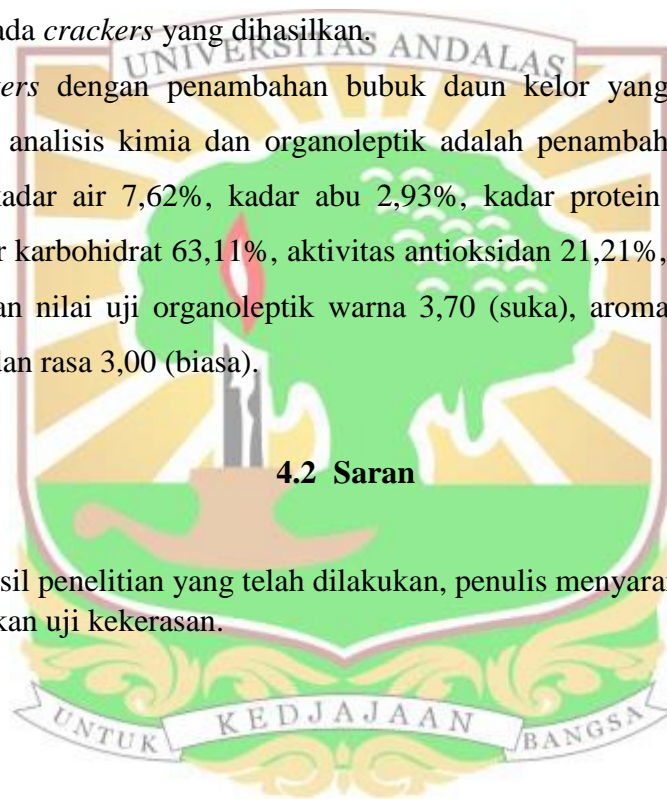 ada crackers yang dihasilkan.
UNIVERSITAS ANDALAS
kers dengan penambahan bubuk daun kelor yang
analisis kimia dan organoleptik adalah penambah
kadar air 7,62%, kadar abu 2,93%, kadar protein
r karbohidrat 63,11%, aktivitas antioksidan 21,21%,
an nilai uji organoleptik warna 3,70 (suka), aroma
dan rasa 3,00 (biasa).
4.2 Saran
sil penelitian yang telah dilakukan, penulis menyaran
kan uji kekerasan.
UNTUK KEDJAJAAN BANGSA